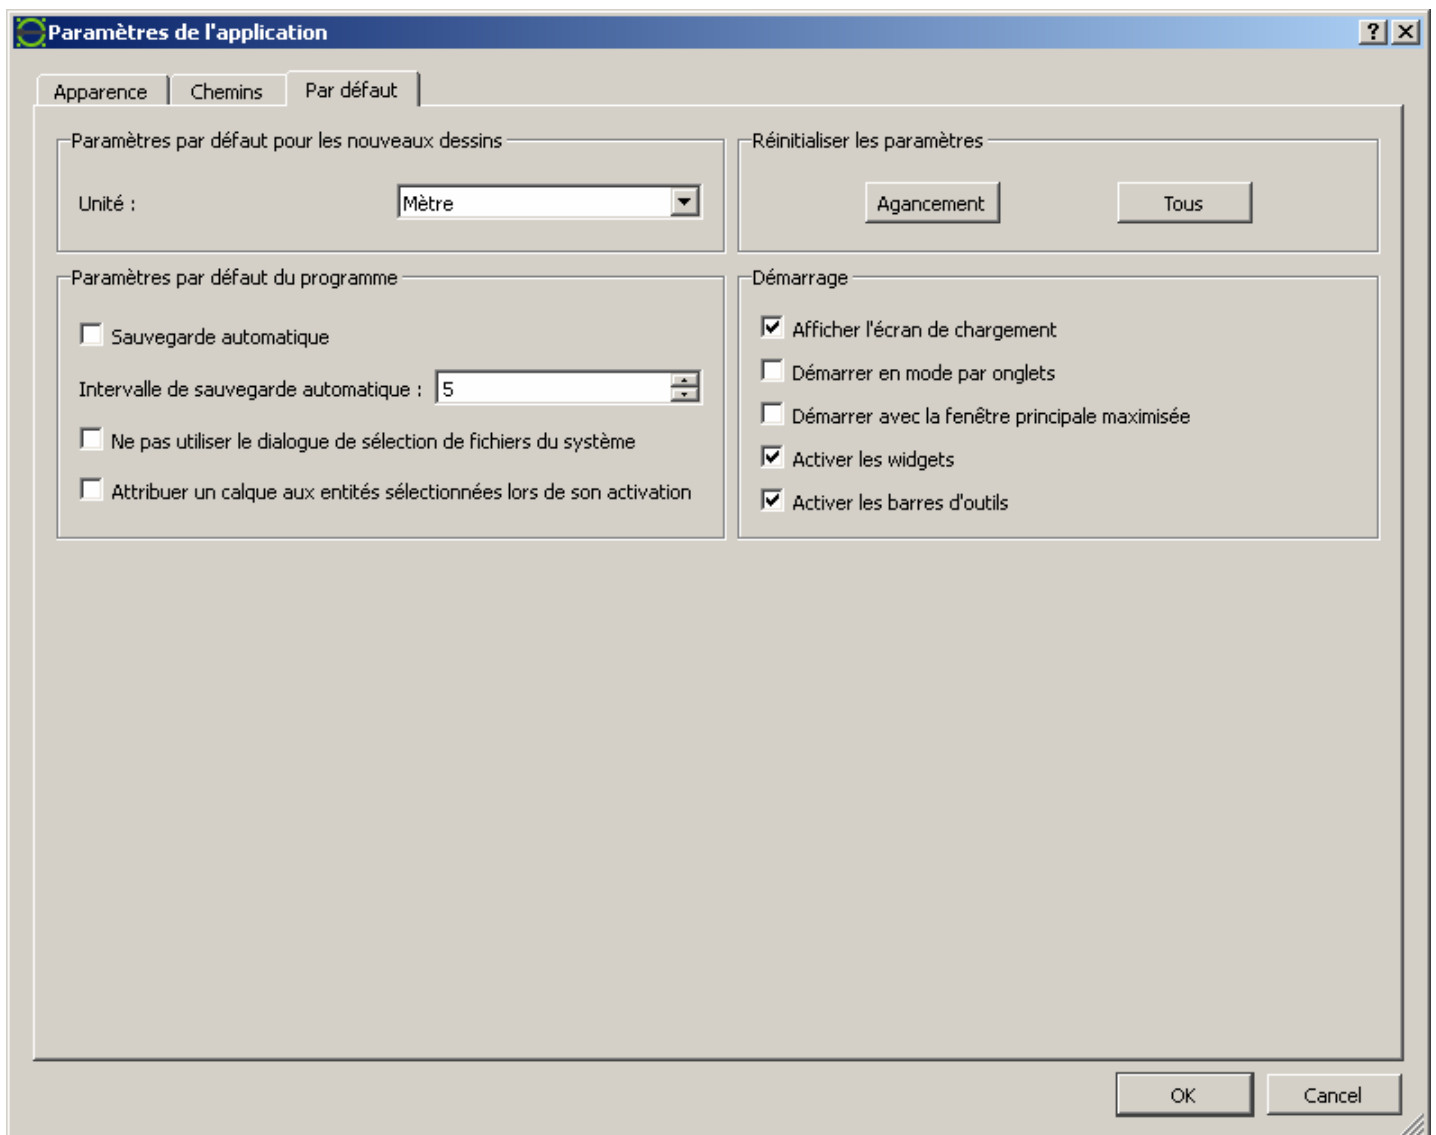 Paramètres de l'application
Apparence
Chemins
Par défaut
Paramètres par défaut pour les nouveaux dessins
Unité :
Mètre
Réinitialiser les paramètres
Agancement
Tous
Paramètres par défaut du programme
Sauvegarde automatique
Intervalle de sauvegarde automatique :
5
Ne pas utiliser le dialogue de sélection de fichiers du système
Attribuer un calque aux entités sélectionnées lors de son activation
Démarrage
Afficher l'écran de chargement
Démarrer en mode par onglets
Démarrer avec la fenêtre principale maximisée
Activer les widgets
Activer les barres d'outils
OK
Cancel